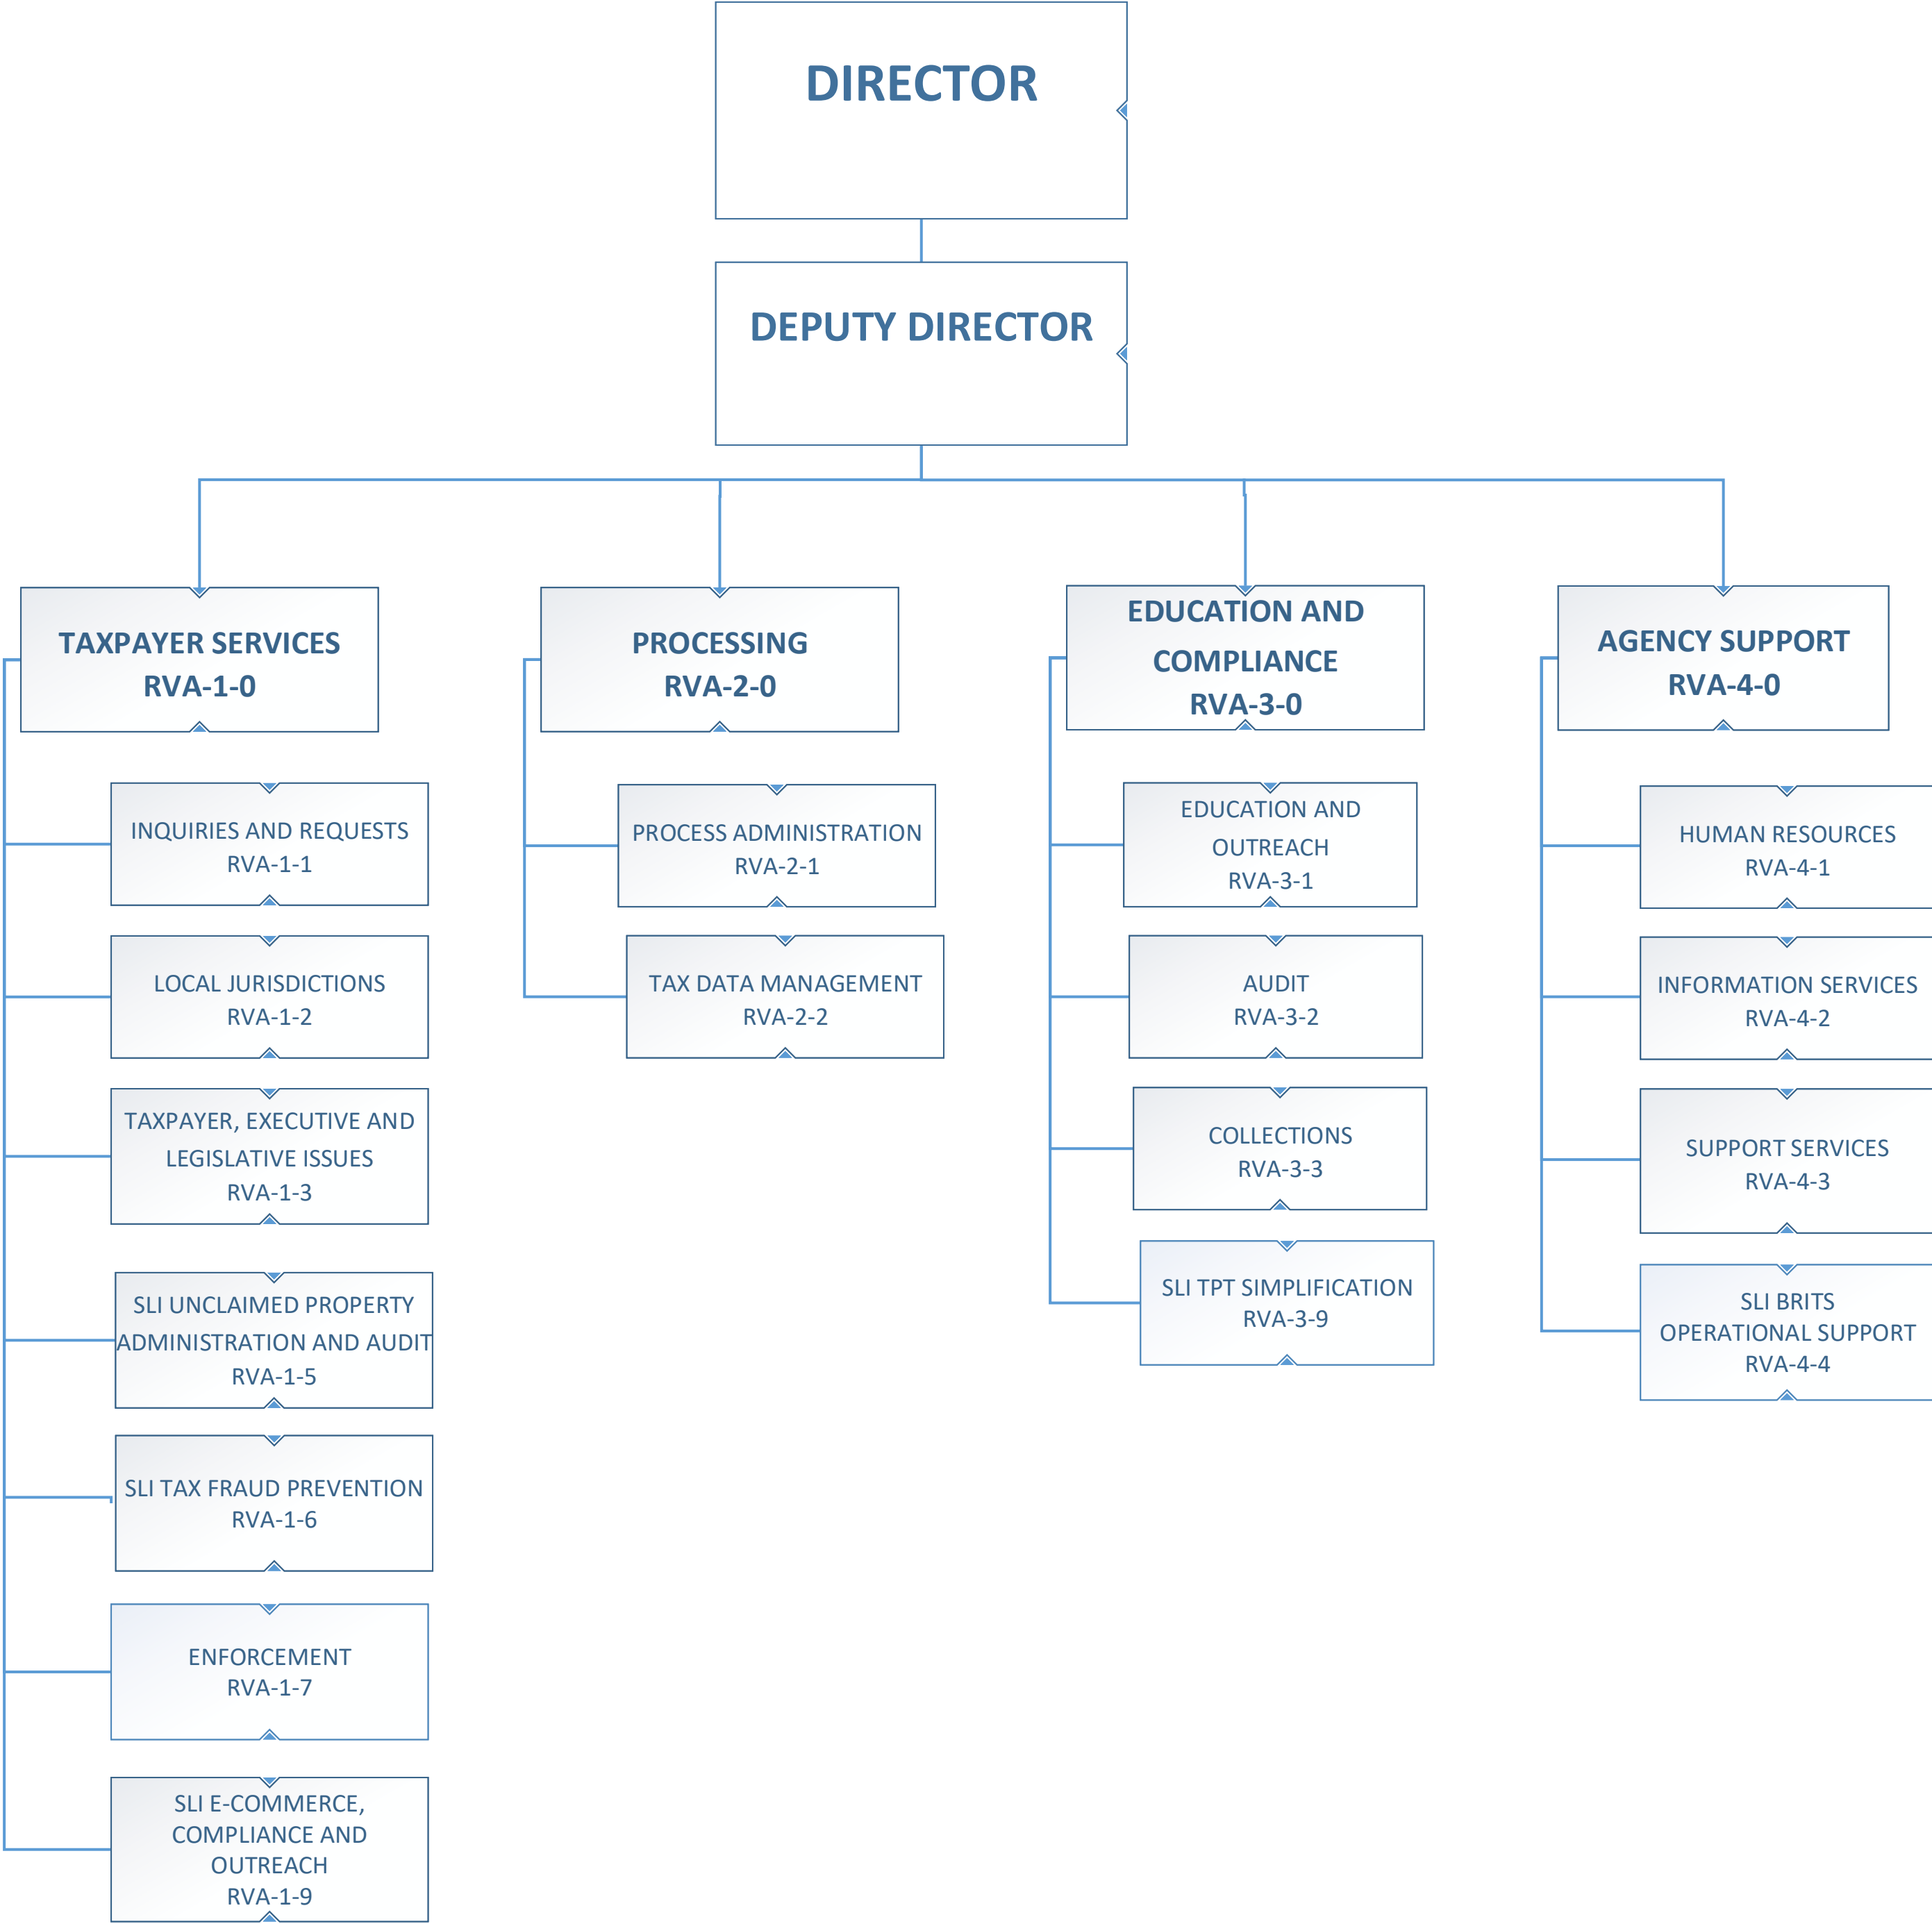 DIRECTOR
DEPUTY DIRECTOR
TAXPAYER SERVICES
RVA-1-0
INQUIRIES AND REQUESTS
RVA-1-1
LOCAL JURISDICTIONS
RVA-1-2
TAXPAYER, EXECUTIVE AND
LEGISLATIVE ISSUES
RVA-1-3
SLI UNCLAIMED PROPERTY
ADMINISTRATION AND AUDIT
RVA-1-5
SLI TAX FRAUD PREVENTION
RVA-1-6
ENFORCEMENT
RVA-1-7
SLI E-COMMERCE,
COMPLIANCE AND
OUTREACH
RVA-1-9
PROCESSING
RVA-2-0
PROCESS ADMINISTRATION
RVA-2-1
TAX DATA MANAGEMENT
RVA-2-2
EDUCATION AND
COMPLIANCE
RVA-3-0
EDUCATION AND
OUTREACH
RVA-3-1
AUDIT
RVA-3-2
COLLECTIONS
RVA-3-3
SLI TPT SIMPLIFICATION
RVA-3-9
AGENCY SUPPORT
RVA-4-0
HUMAN RESOURCES
RVA-4-1
INFORMATION SERVICES
RVA-4-2
SUPPORT SERVICES
RVA-4-3
SLI BRITS
OPERATIONAL SUPPORT
RVA-4-4